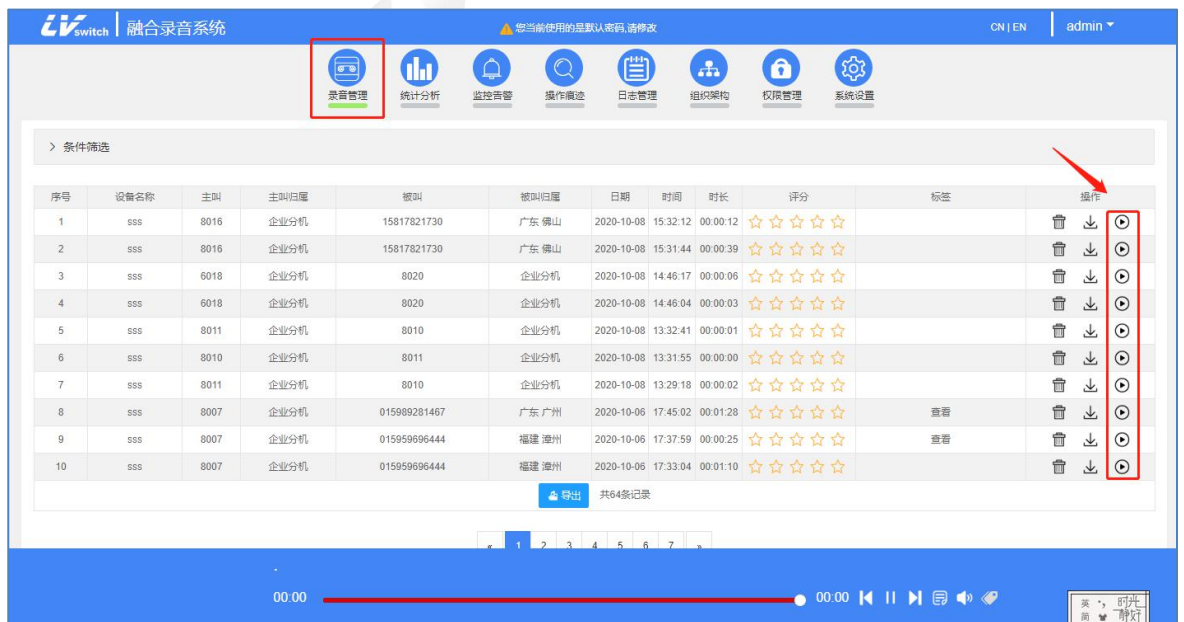 LVswitch 融合录音系统 您当前使用的是默认密码,请修改 CN | EN admin
录音管理 统计分析 监控告警 操作痕迹 日志管理 组织架构 权限管理 系统设置
条件筛选
序号 设备名称 主叫 主叫归属 被叫 被叫归属 日期 时间 时长 评分 标签 操作
1 sss 8016 企业分机 15817821730 广东 佛山 2020-10-08 15:32:12 00:00:12
2 sss 8016 企业分机 15817821730 广东 佛山 2020-10-08 15:31:44 00:00:39
3 sss 6018 企业分机 8020 企业分机 2020-10-08 14:46:17 00:00:06
4 sss 6018 企业分机 8020 企业分机 2020-10-08 14:46:04 00:00:03
5 sss 8011 企业分机 8010 企业分机 2020-10-08 13:32:41 00:00:01
6 sss 8010 企业分机 8011 企业分机 2020-10-08 13:31:55 00:00:00
7 sss 8011 企业分机 8010 企业分机 2020-10-08 13:29:18 00:00:02
8 sss 8007 企业分机 015989281467 广东 广州 2020-10-06 17:45:02 00:01:28 查看
9 sss 8007 企业分机 015959696444 福建 漳州 2020-10-06 17:37:59 00:00:25 查看
10 sss 8007 企业分机 015959696444 福建 漳州 2020-10-06 17:33:04 00:01:10
导出 共64条记录
« 1 2 3 4 5 6 7 »
00:00 00:00
英 时光
简 静好